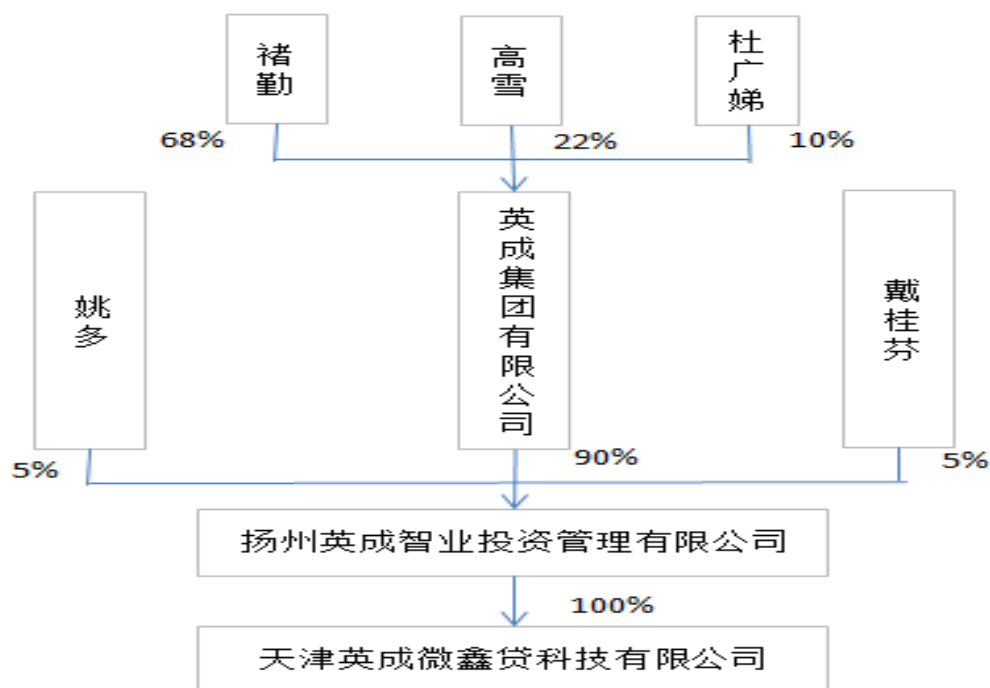 褚勤
高雪
杜广娣
68%
22%
10%
姚多
英成集团有限公司
戴桂芬
5%
90%
5%
扬州英成智业投资管理有限公司
100%
天津英成微鑫贷科技有限公司